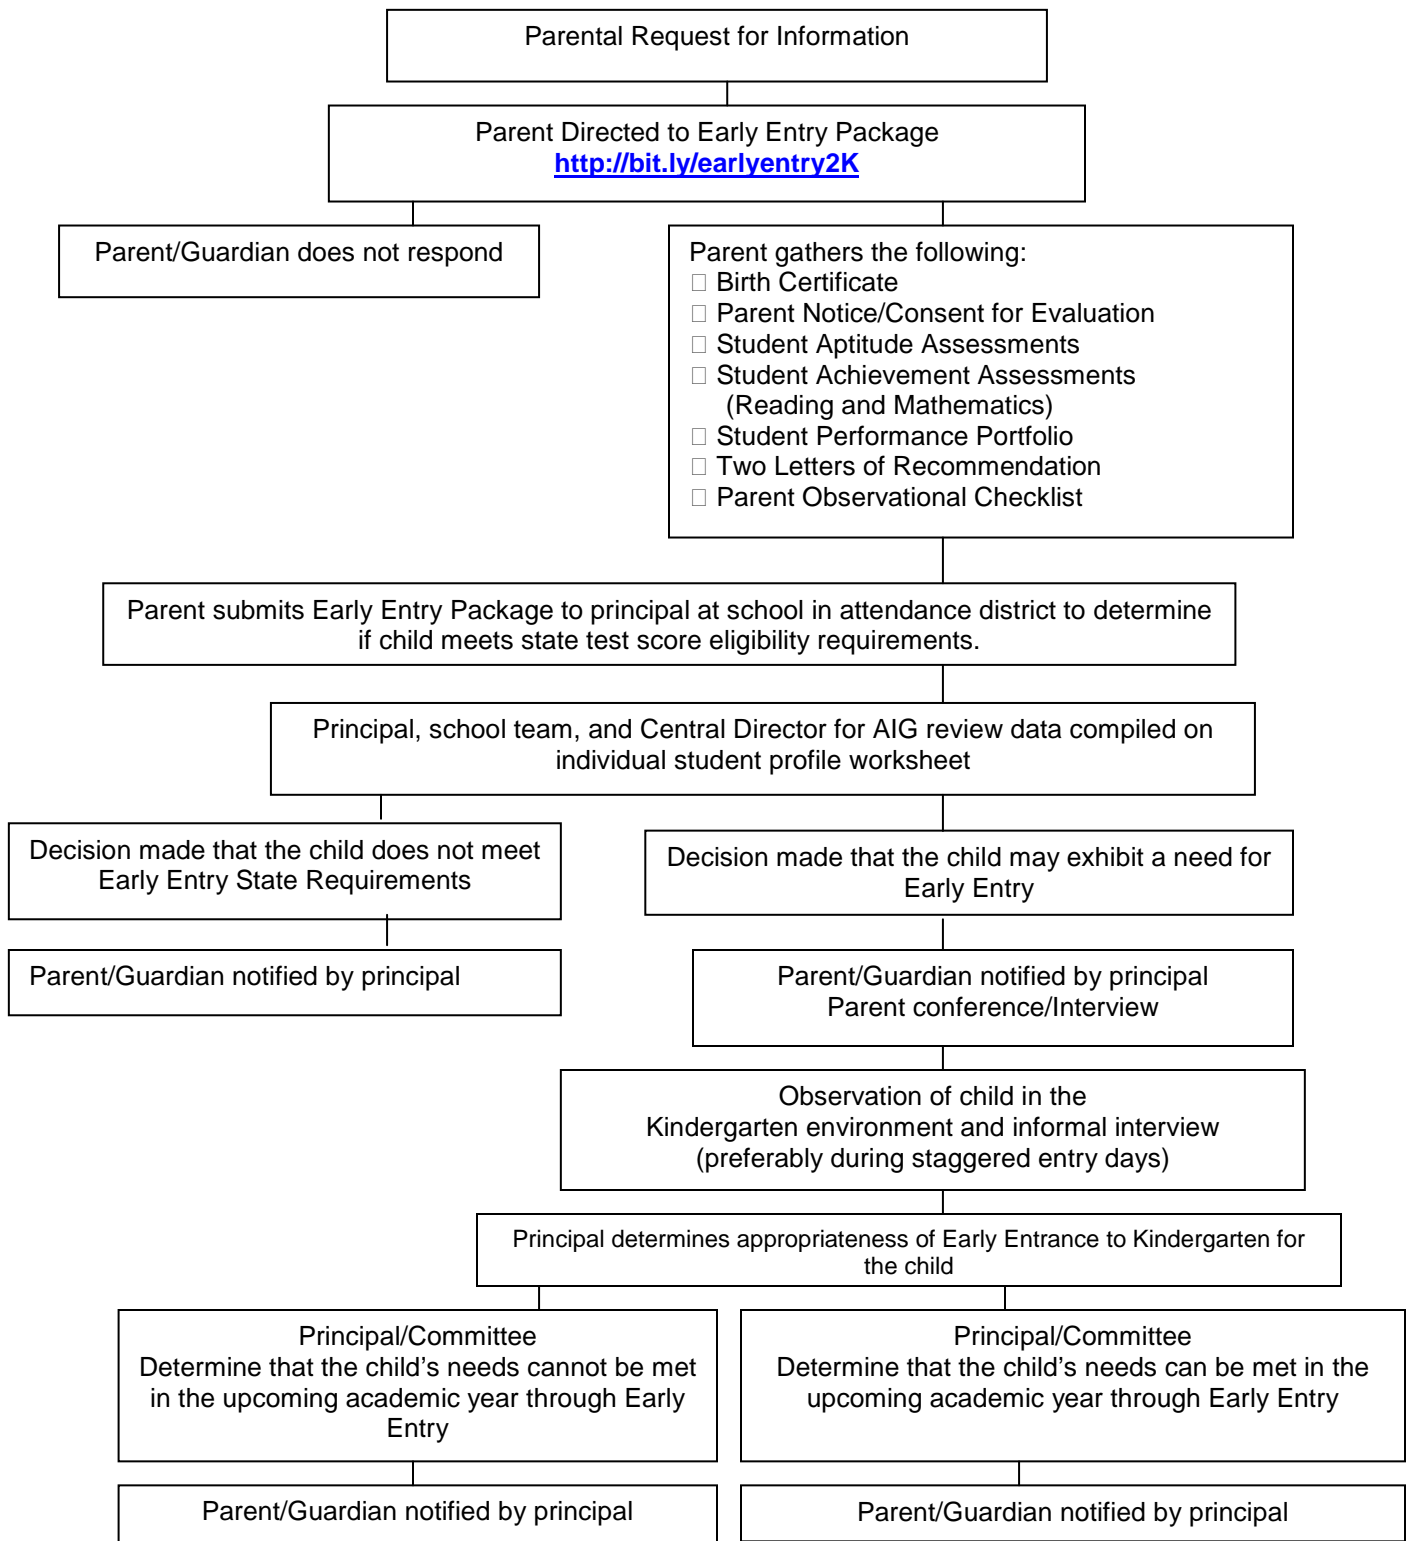 Parental Request for Information
Parent Directed to Early Entry Package
http://bit.ly/earlyentry2K
Parent/Guardian does not respond
Parent gathers the following:
□ Birth Certificate
□ Parent Notice/Consent for Evaluation
□ Student Aptitude Assessments
□ Student Achievement Assessments
(Reading and Mathematics)
□ Student Performance Portfolio
□ Two Letters of Recommendation
□ Parent Observational Checklist
Parent submits Early Entry Package to principal at school in attendance district to determine
if child meets state test score eligibility requirements.
Principal, school team, and Central Director for AIG review data compiled on
individual student profile worksheet
Decision made that the child does not meet
Early Entry State Requirements
Decision made that the child may exhibit a need for
Early Entry
Parent/Guardian notified by principal
Parent/Guardian notified by principal
Parent conference/Interview
Observation of child in the
Kindergarten environment and informal interview
(preferably during staggered entry days)
Principal determines appropriateness of Early Entrance to Kindergarten for
the child
Principal/Committee
Determine that the child’s needs cannot be met
in the upcoming academic year through Early
Entry
Principal/Committee
Determine that the child’s needs can be met in the
upcoming academic year through Early Entry
Parent/Guardian notified by principal
Parent/Guardian notified by principal